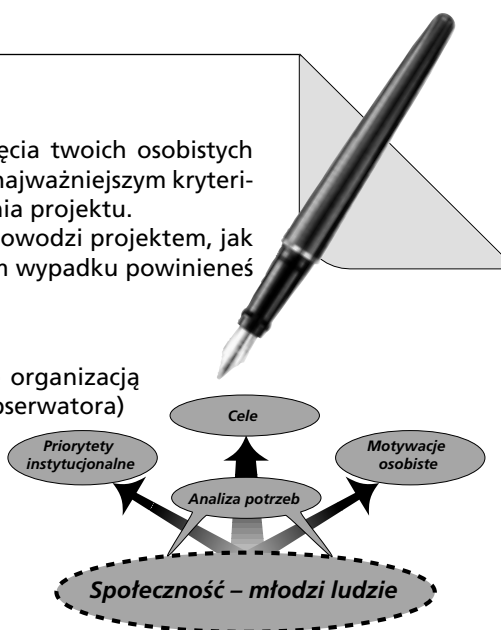 ęcia twoich osobistych
najważniejszym kryteri-
nia projektu.
owodzi projektem, jak
m wypadku powinieneś
organizacją
bserwatora)
Cele
Priorytety
instytucjonalne
Motywacje
osobiste
Analiza potrzeb
Społeczność – młodzi ludzie